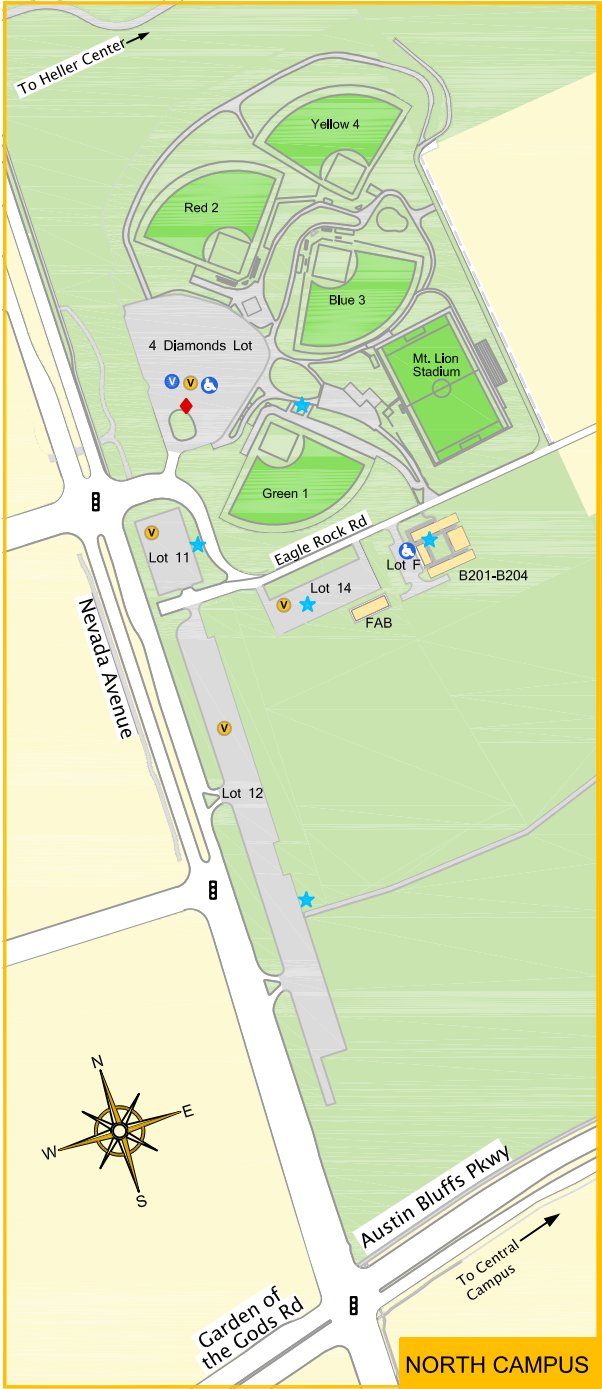 To Heller Center
Yellow 4
Red 2
Blue 3
4 Diamonds Lot
V
V
Mt. Lion
Stadium
Green 1
V
Lot 11
Eagle Rock Rd
Lot F
B201-B204
Lot 14
V
FAB
Nevada Avenue
V
Lot 12
N
E
W
S
Austin Bluffs Pkwy
To Central
Campus
Garden of
the Gods Rd
NORTH CAMPUS